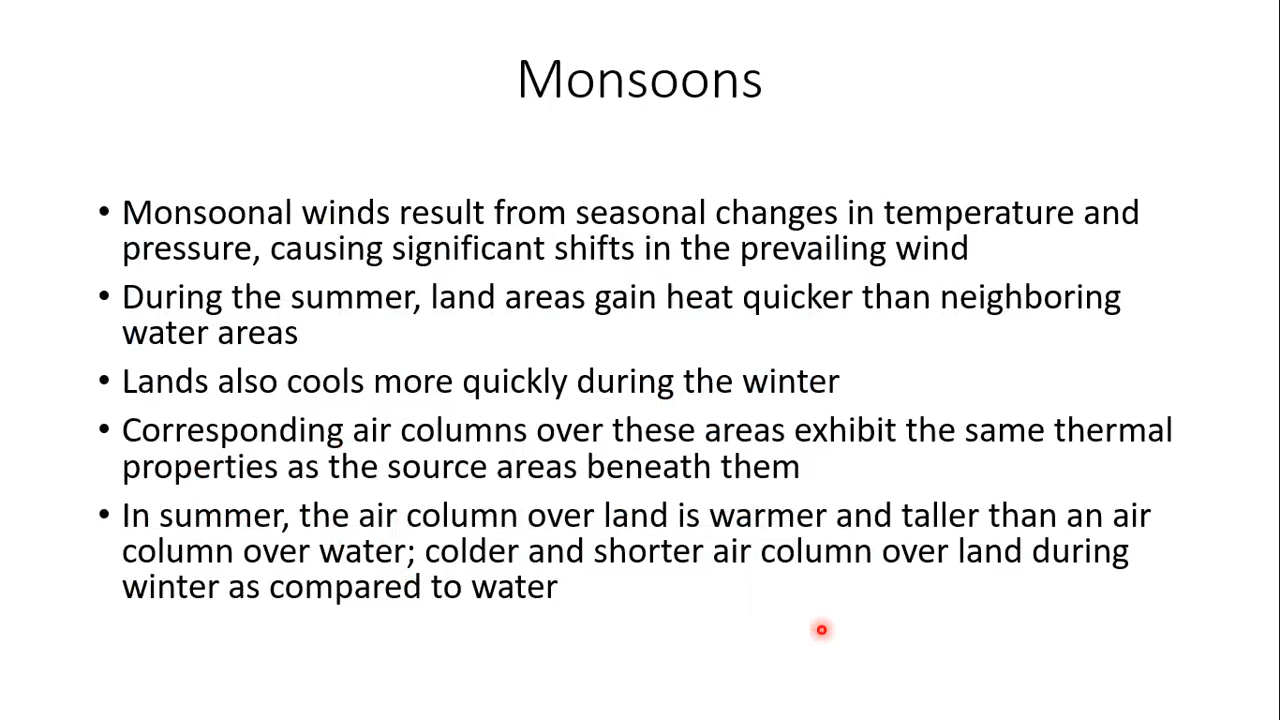 Monsoons
• Monsoonal winds result from seasonal changes in temperature and
pressure, causing significant shifts in the prevailing wind
• During the summer, land areas gain heat quicker than neighboring
water areas
• Lands also cools more quickly during the winter
• Corresponding air columns over these areas exhibit the same thermal
properties as the source areas beneath them
• In summer, the air column over land is warmer and taller than an air
column over water; colder and shorter air column over land during
winter as compared to water